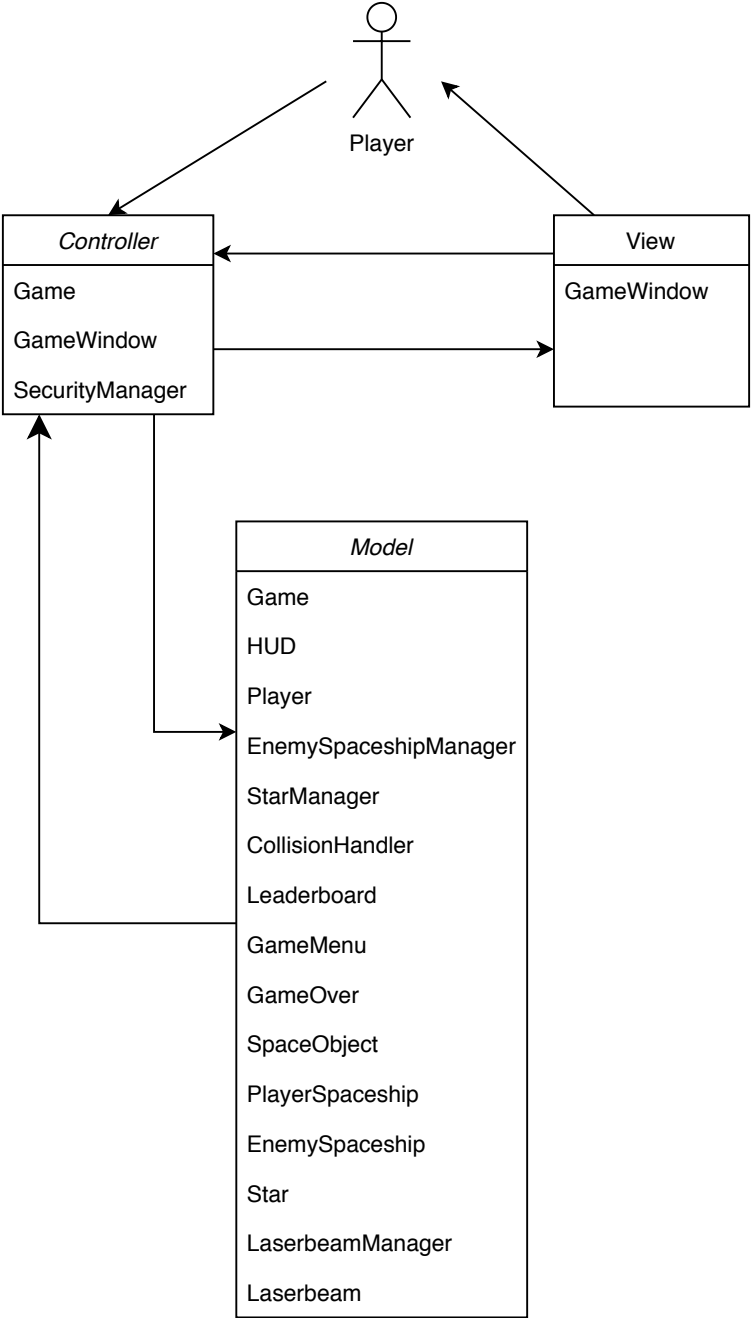 Player
Controller
Game
GameWindow
SecurityManager
View
GameWindow
Model
Game
HUD
Player
EnemySpaceshipManager
StarManager
CollisionHandler
Leaderboard
GameMenu
GameOver
SpaceObject
PlayerSpaceship
EnemySpaceship
Star
LaserbeamManager
Laserbeam